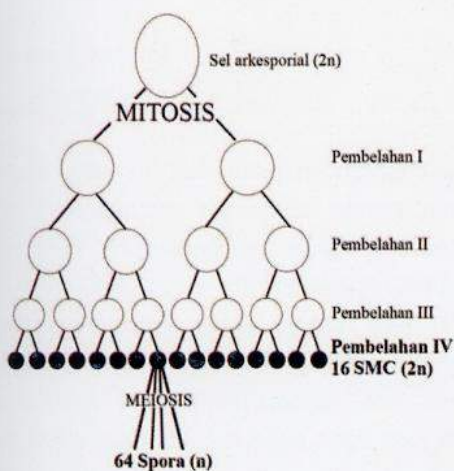 Sel arkesporial (2n)
MITOSIS
Pembelahan I
Pembelahan II
Pembelahan III
Pembelahan IV
16 SMC (2n)
MEIOSIS
64 Spora (n)